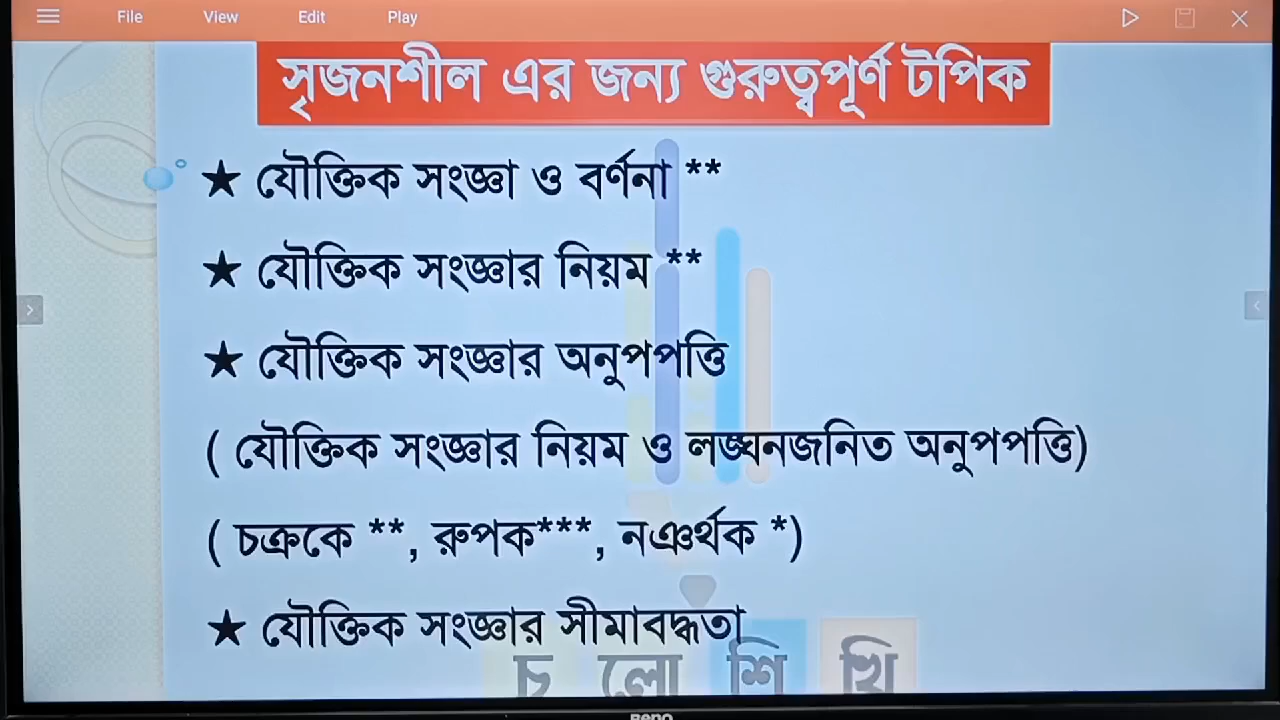 File View Edit Play
সৃজনশীল এর জন্য গুরুত্বপূর্ণ টপিক
★ যৌক্তিক সংজ্ঞা ও বর্ণনা **
★ যৌক্তিক সংজ্ঞার নিয়ম **
★ যৌক্তিক সংজ্ঞার অনুপপত্তি
( যৌক্তিক সংজ্ঞার নিয়ম ও লঙ্ঘনজনিত অনুপপত্তি)
( চক্রকে **, রুপক***, নঞর্থক *)
★ যৌক্তিক সংজ্ঞার সীমাবদ্ধতা
চ লো শি খি
BenQ